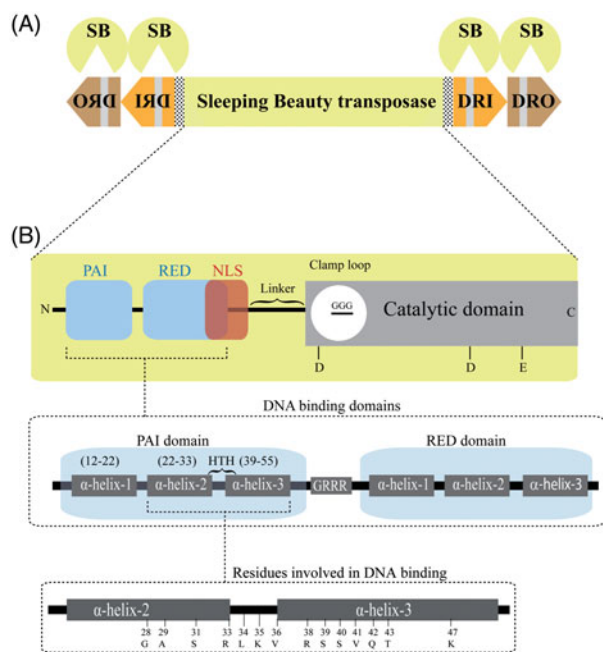 (A)
SB SB SB SB
DRO DRI Sleeping Beauty transposase DRI DRO
(B)
PAI RED NLS Clamp loop
Linker
N GGG Catalytic domain C
D D E
DNA binding domains
PAI domain RED domain
(12-22) (22-33) HTH (39-55)
α-helix-1 α-helix-2 α-helix-3 GRRR α-helix-1 α-helix-2 α-helix-3
Residues involved in DNA binding
α-helix-2 α-helix-3
28 29 31 33 34 35 36 38 39 40 41 42 43 47
G A S R L K V R S S V Q T K